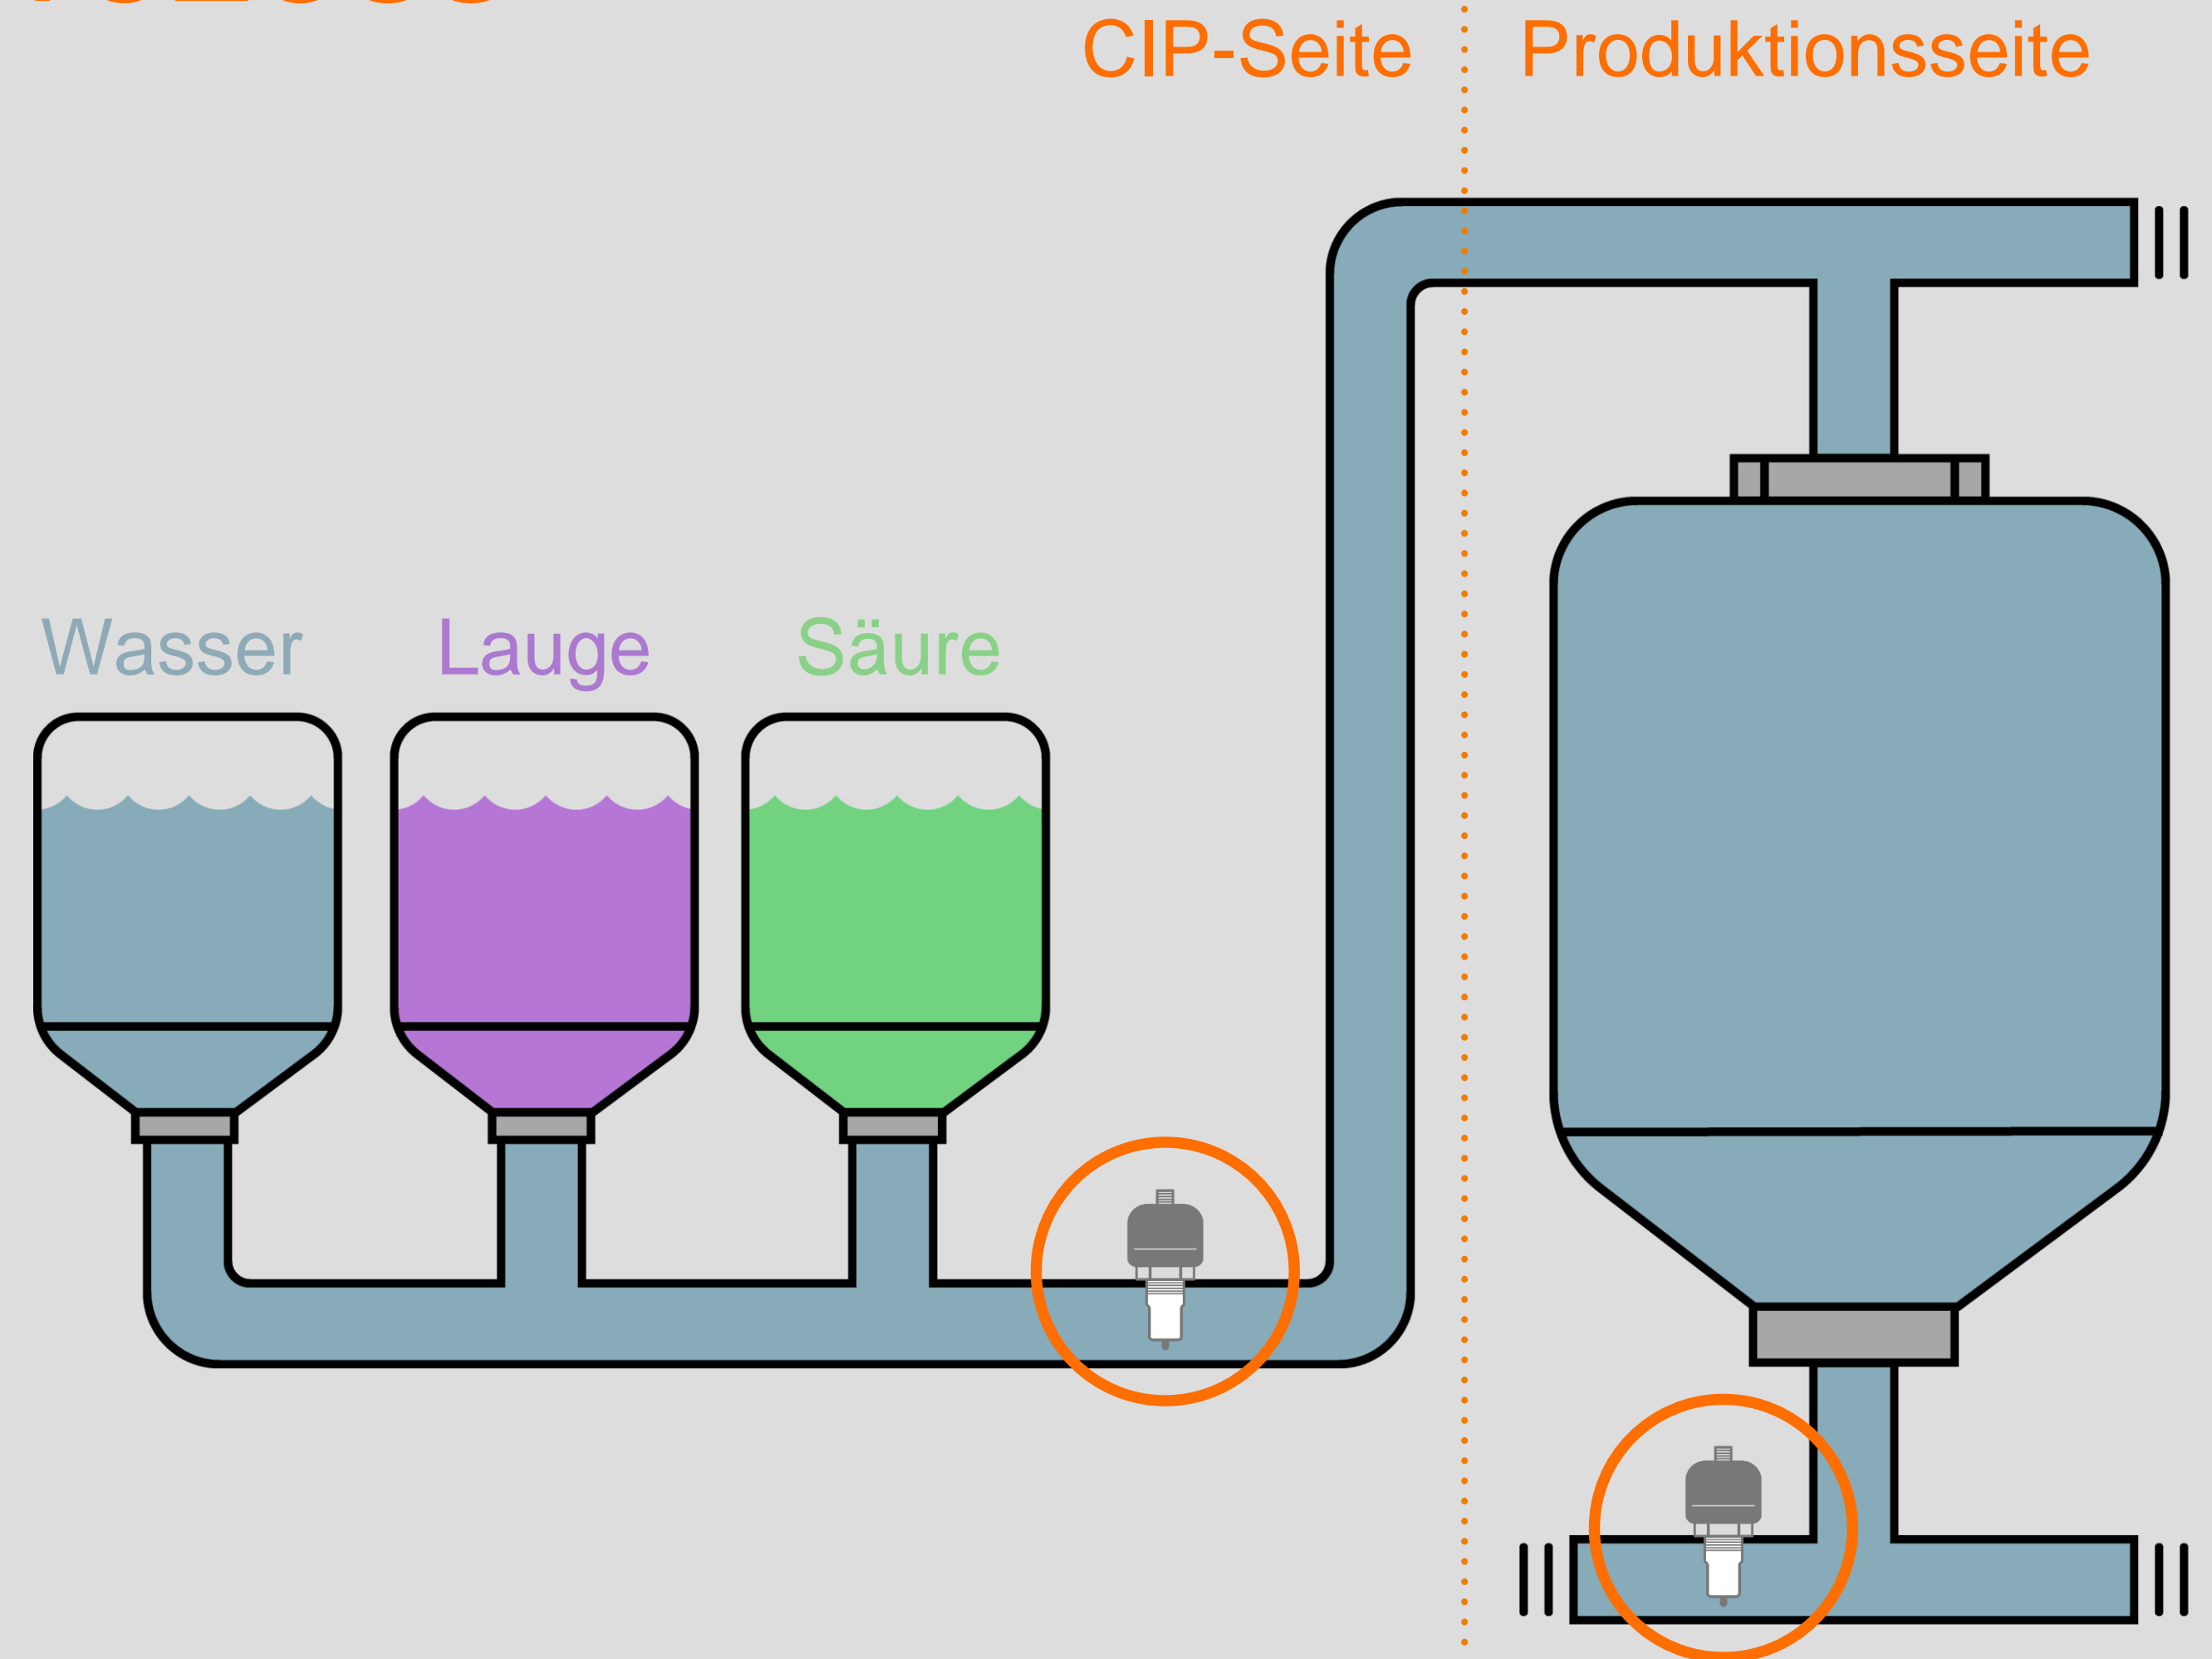 CIP-Seite
Produktionsseite
Wasser
Lauge
Säure